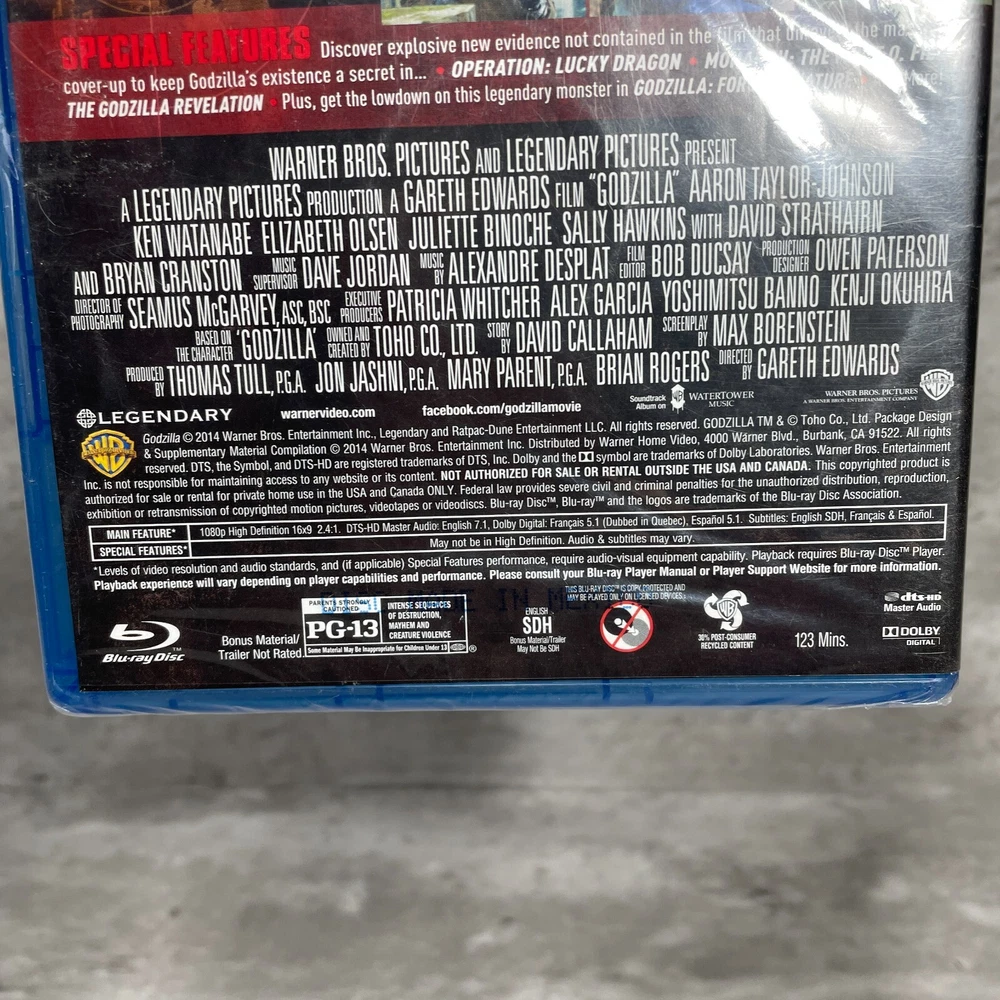 SPECIAL FEATURES Discover explosive new evidence not contained in the film that the
cover-up to keep Godzilla's existence a secret in... • OPERATION: LUCKY DRAGON • THE
THE GODZILLA REVELATION • Plus, get the lowdown on this legendary monster in GODZILLA:
WARNER BROS. PICTURES AND LEGENDARY PICTURES PRESENT
A LEGENDARY PICTURES PRODUCTION A GARETH EDWARDS FILM "GODZILLA" AARON TAYLOR-JOHNSON
KEN WATANABE ELIZABETH OLSEN JULIETTE BINOCHE SALLY HAWKINS WITH DAVID STRATHAIRN
AND BRYAN CRANSTON MUSIC SUPERVISOR DAVE JORDAN MUSIC BY ALEXANDRE DESPLAT FILM EDITOR BOB DUCSAY PRODUCTION DESIGNER OWEN PATERSON
DIRECTOR OF PHOTOGRAPHY SEAMUS McGARVEY, ASC, BSC EXECUTIVE PRODUCERS PATRICIA WHITCHER ALEX GARCIA YOSHIMITSU BANNO KENJI OKUHIRA
BASED ON THE CHARACTER 'GODZILLA' OWNED AND CREATED BY TOHO CO., LTD. STORY BY DAVID CALLAHAM SCREENPLAY BY MAX BORENSTEIN
PRODUCED BY THOMAS TULL, P.G.A. JON JASHNI, P.G.A. MARY PARENT, P.G.A. BRIAN ROGERS DIRECTED BY GARETH EDWARDS
LEGENDARY warnervideo.com facebook.com/godzillamovie Soundtrack Album on WATERTOWER MUSIC WARNER BROS. PICTURES
A WARNER BROS. ENTERTAINMENT COMPANY
Godzilla © 2014 Warner Bros. Entertainment Inc., Legendary and Ratpac-Dune Entertainment LLC. All rights reserved. GODZILLA TM & © Toho Co., Ltd. Package Design
& Supplementary Material Compilation © 2014 Warner Bros. Entertainment Inc. Distributed by Warner Home Video, 4000 Warner Blvd., Burbank, CA 91522. All rights
reserved. DTS, the Symbol, and DTS-HD are registered trademarks of DTS, Inc. Dolby and the DD symbol are trademarks of Dolby Laboratories. Warner Bros. Entertainment
Inc. is not responsible for maintaining access to any website or its content. NOT AUTHORIZED FOR SALE OR RENTAL OUTSIDE THE USA AND CANADA. This copyrighted product is
authorized for sale or rental for private home use in the USA and Canada ONLY. Federal law provides severe civil and criminal penalties for the unauthorized distribution, reproduction,
exhibition or retransmission of copyrighted motion pictures, videotapes or videodiscs. Blu-ray Disc™, Blu-ray™ and the logos are trademarks of the Blu-ray Disc Association.
MAIN FEATURE* 1080p High Definition 16x9 2.4:1. DTS-HD Master Audio: English 7.1, Dolby Digital: Français 5.1 (Dubbed in Quebec), Español 5.1. Subtitles: English SDH, Français & Español.
SPECIAL FEATURES* May not be in High Definition. Audio & subtitles may vary.
*Levels of video resolution and audio standards, and (if applicable) Special Features performance, require audio-visual equipment capability. Playback requires Blu-ray Disc™ Player.
Playback experience will vary depending on player capabilities and performance. Please consult your Blu-ray Player Manual or Player Support Website for more information.
Blu-ray Disc™
Bonus Material/
Trailer Not Rated.
PARENTS STRONGLY CAUTIONED
PG-13
INTENSE SEQUENCES
OF DESTRUCTION,
MAYHEM AND
CREATURE VIOLENCE
Some Material May Be Inappropriate for Children Under 13
IN
ENGLISH
SDH
Bonus Material/Trailer
May Not Be SDH
THIS BLU-RAY DISC™ IS COPY PROTECTED AND
MAY BE PLAYED ONLY ON LICENSED DEVICES.
30% POST-CONSUMER
RECYCLED CONTENT
123 Mins.
dts-HD
Master Audio
DOLBY
DIGITAL